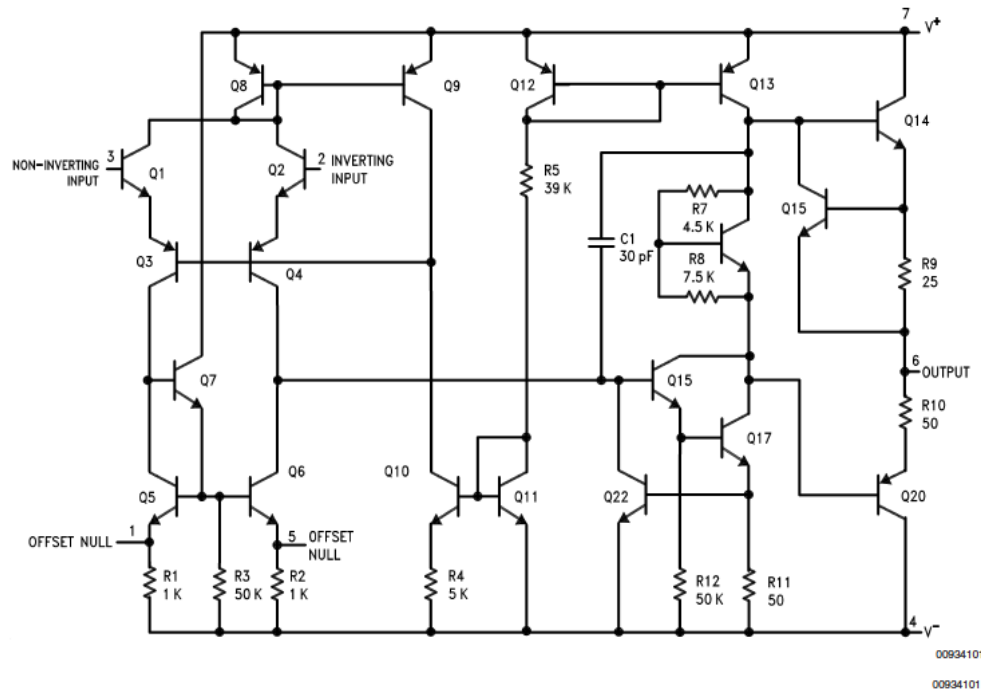 7
V+
Q8
Q9
Q12
Q13
Q14
NON-INVERTING
INPUT
3
Q1
Q2
2
INVERTING
INPUT
R5
39 K
R7
4.5 K
Q15
Q3
Q4
C1
30 pF
R8
7.5 K
R9
25
Q7
Q15
6
OUTPUT
R10
50
Q17
Q5
Q6
Q10
Q11
Q22
Q20
OFFSET NULL
1
5
OFFSET
NULL
R1
1 K
R3
50 K
R2
1 K
R4
5 K
R12
50 K
R11
50
4
V-
00934101
00934101